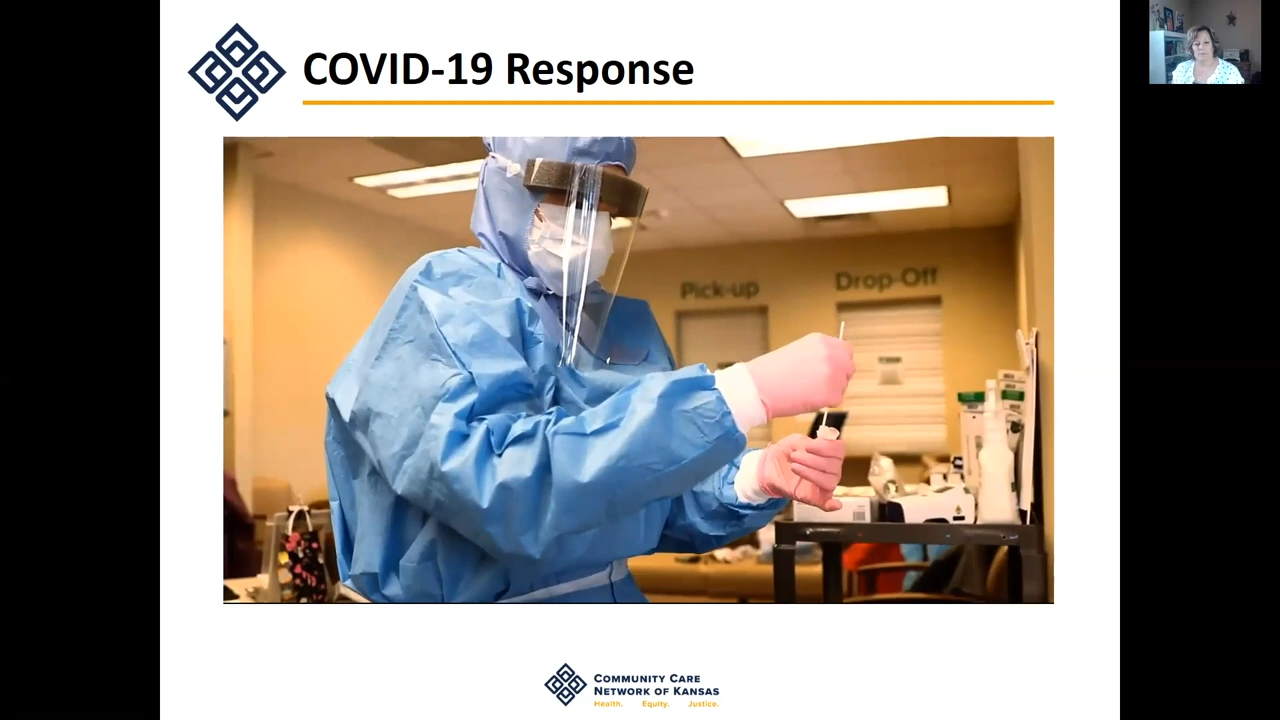 COVID-19 Response
Pick-up
Drop-Off
COMMUNITY CARE
NETWORK OF KANSAS
Health. Equity. Justice.